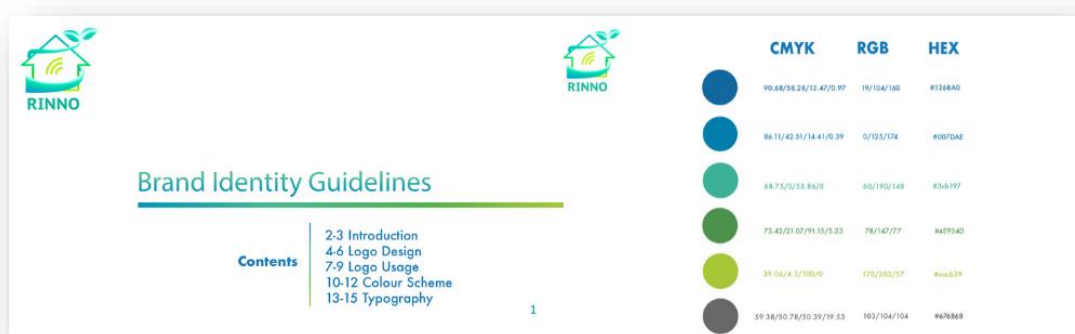 RINNO
Brand Identity Guidelines
Contents
2-3 Introduction
4-6 Logo Design
7-9 Logo Usage
10-12 Colour Scheme
13-15 Typography
1
RINNO
CMYK RGB HEX
90.68/58.28/13.47/0.97 19/104/160 #1368A0
86.11/42.51/14.41/0.39 0/125/174 #007DAE
68.75/0/55.86/0 60/190/148
73.42/21.07/91.15/5.33 78/147/77 #4E934D
39.06/4.3/100/0 170/203/57
59.38/50.78/50.39/19.53 103/104/104 #676868